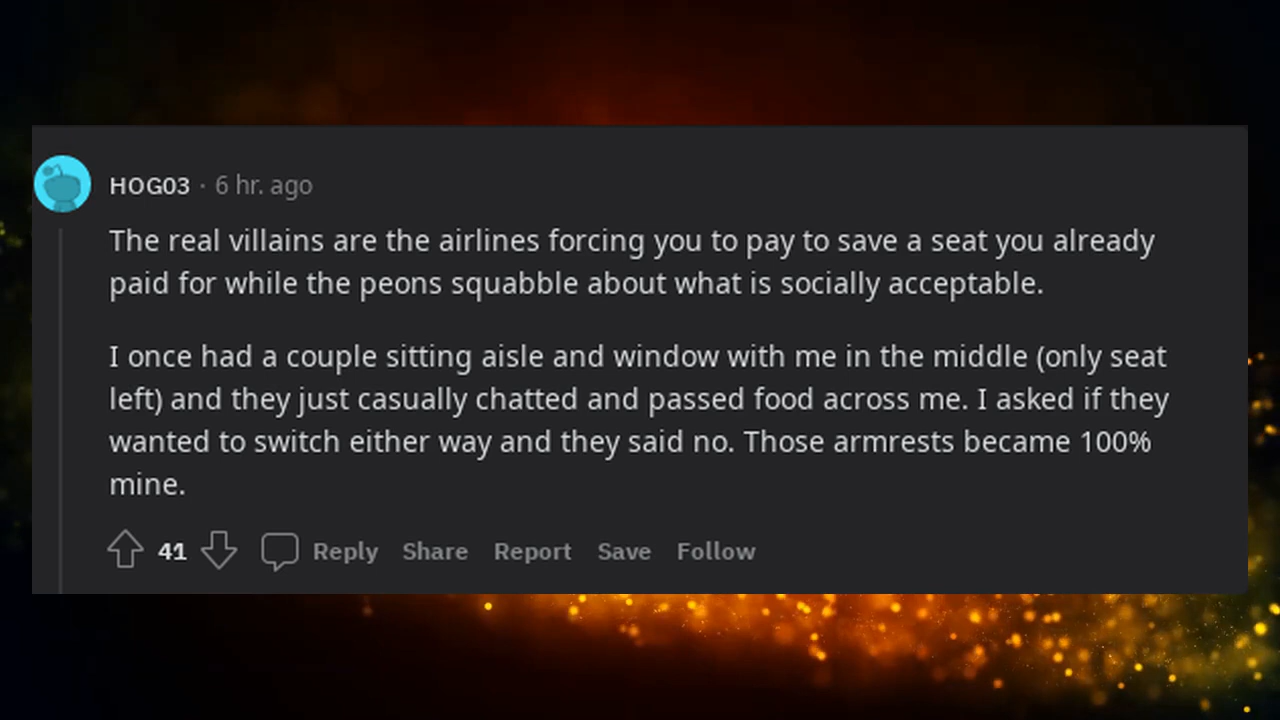 HOG03 · 6 hr. ago
The real villains are the airlines forcing you to pay to save a seat you already
paid for while the peons squabble about what is socially acceptable.
I once had a couple sitting aisle and window with me in the middle (only seat
left) and they just casually chatted and passed food across me. I asked if they
wanted to switch either way and they said no. Those armrests became 100%
mine.
41 Reply Share Report Save Follow